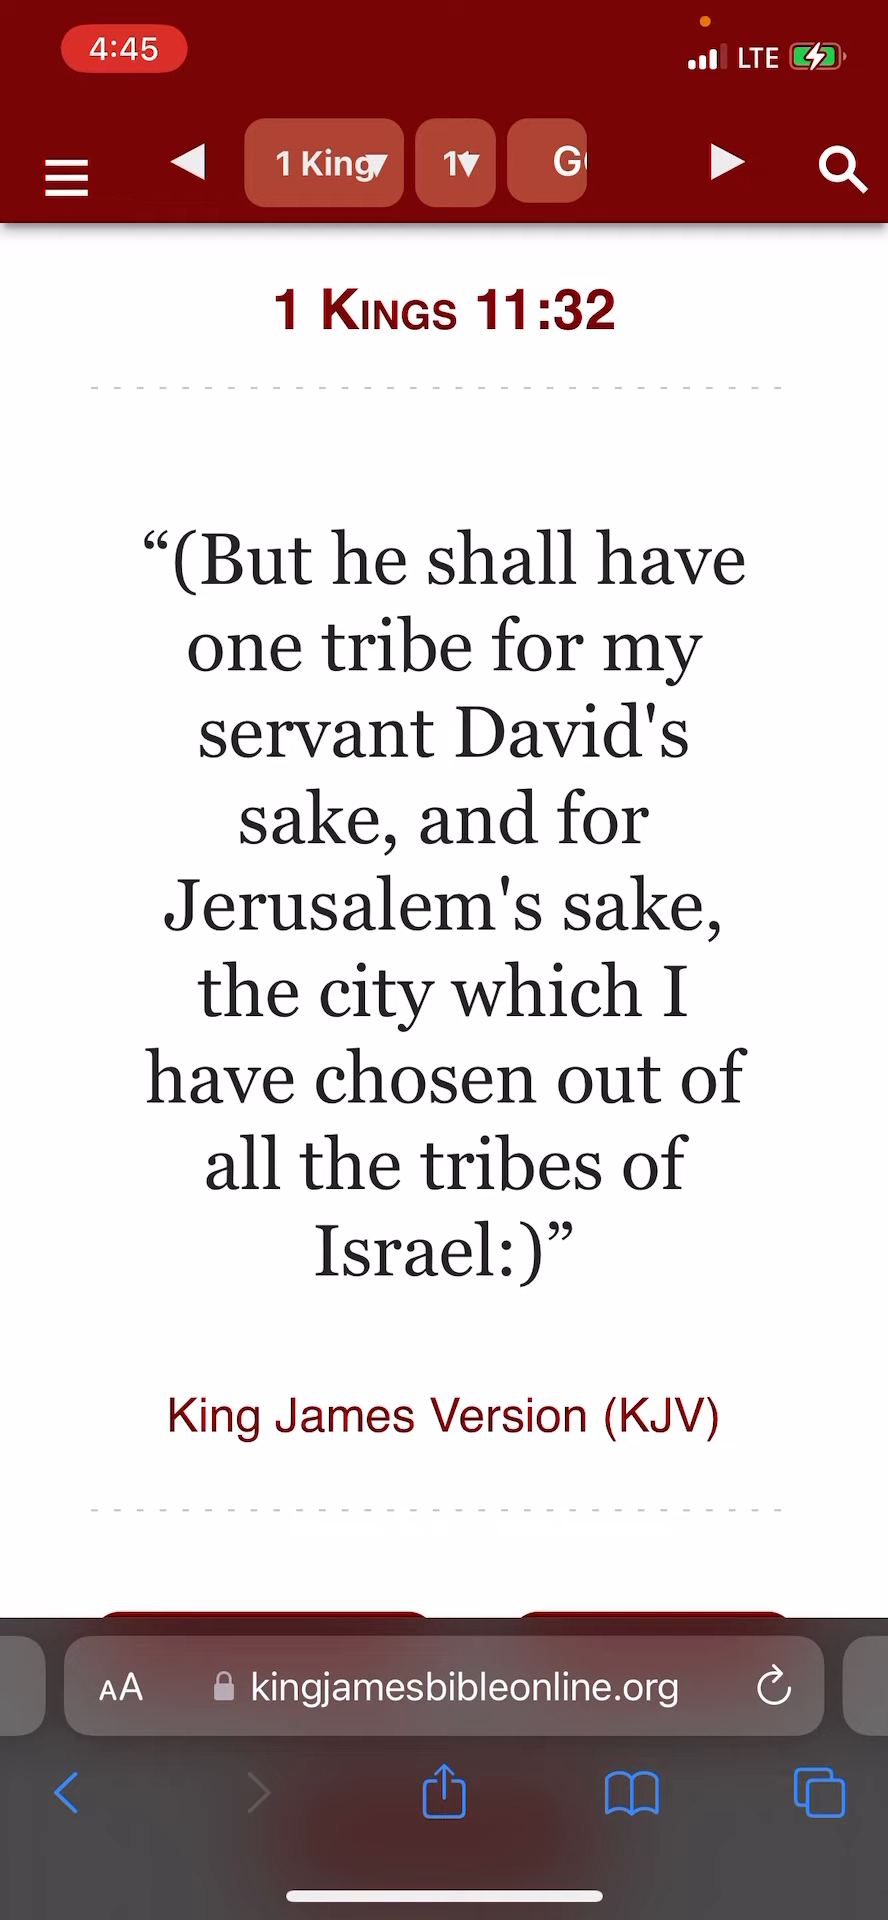 4:45
LTE
1 King
1
G
1 Kings 11:32
“(But he shall have
one tribe for my
servant David's
sake, and for
Jerusalem's sake,
the city which I
have chosen out of
all the tribes of
Israel:)”
King James Version (KJV)
AA kingjamesbibleonline.org